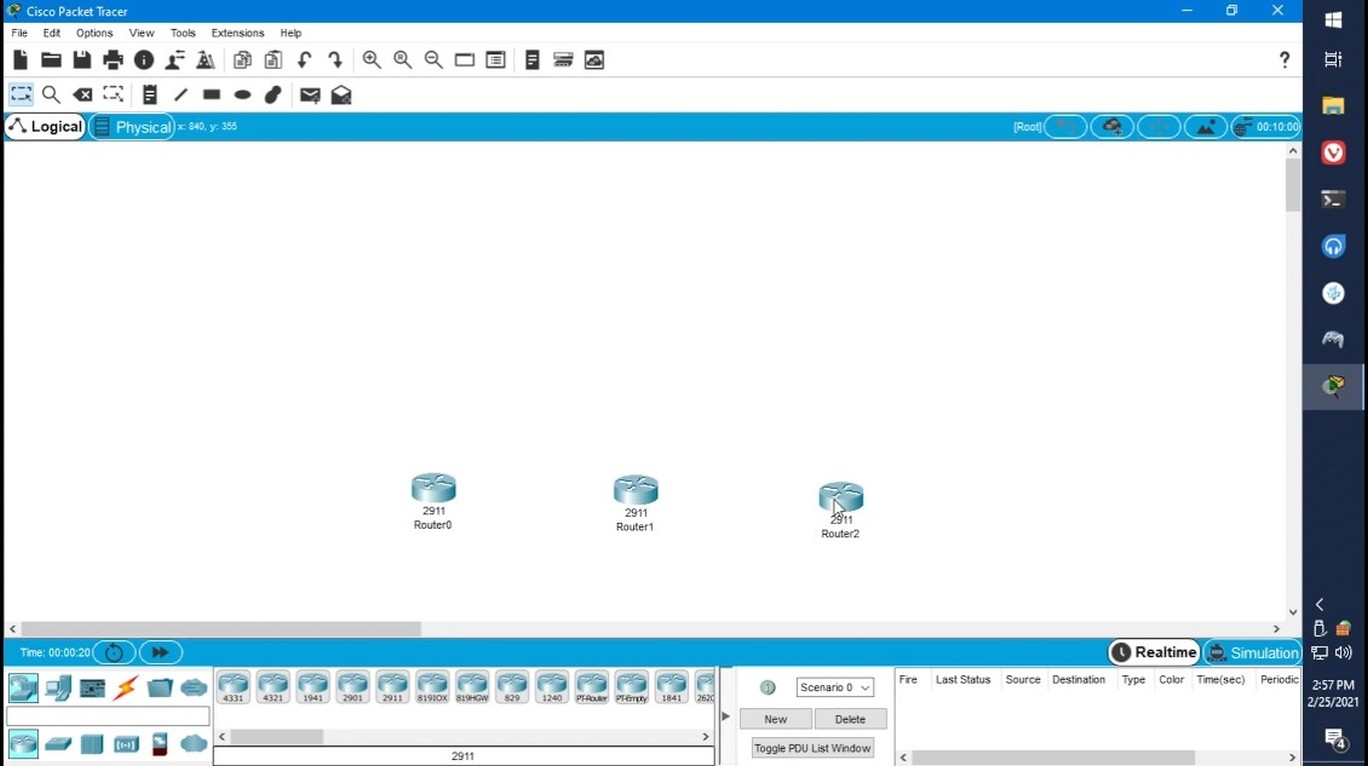 Cisco Packet Tracer
File Edit Options View Tools Extensions Help
?
Logical Physical x: 840, y: 355 [Root] 00:10:00
2911
Router0
2911
Router1
2911
Router2
Time: 00:00:20 Realtime Simulation
4331 4321 1941 2901 2911 819IOX 819HGW 829 1240 PT-Router PT-Empty 1841 2620
2911
Scenario 0
New Delete
Toggle PDU List Window
Fire Last Status Source Destination Type Color Time(sec) Periodic
2:57 PM
2/25/2021
4